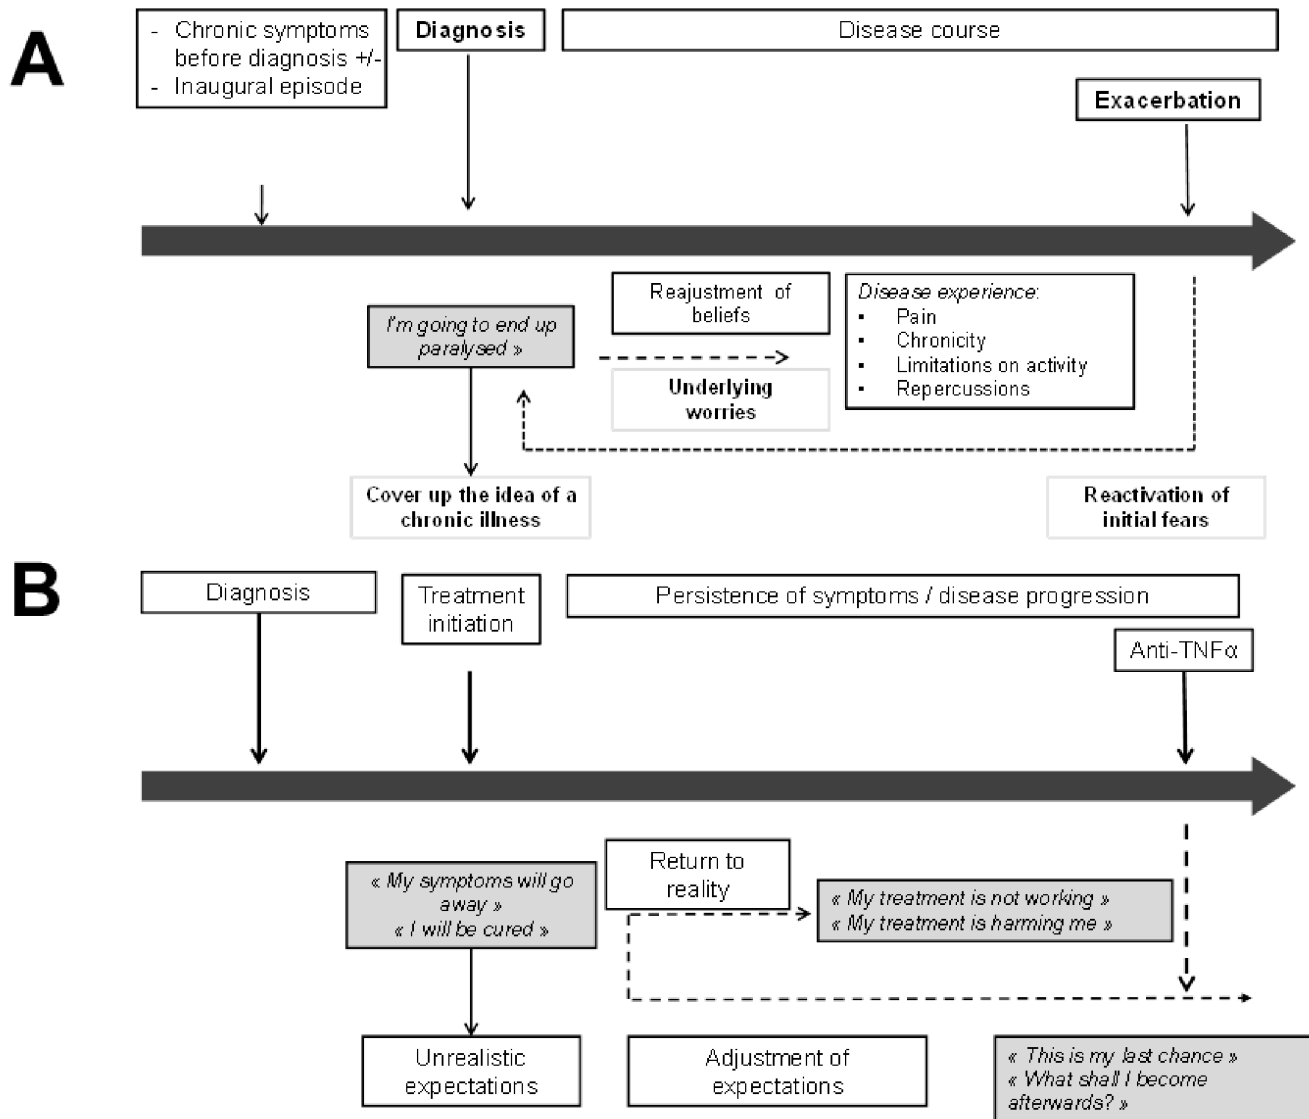 A
- Chronic symptoms
before diagnosis +/-
- Inaugural episode
Diagnosis
Disease course
Exacerbation
I'm going to end up
paralysed »
Reajustment of
beliefs
Underlying
worries
Disease experience:
▪ Pain
▪ Chronicity
▪ Limitations on activity
▪ Repercussions
Cover up the idea of a
chronic illness
Reactivation of
initial fears
B
Diagnosis
Treatment
initiation
Persistence of symptoms / disease progression
Anti-TNFα
« My symptoms will go
away »
« I will be cured »
Return to
reality
« My treatment is not working »
« My treatment is harming me »
Unrealistic
expectations
Adjustment of
expectations
« This is my last chance »
« What shall I become
afterwards? »